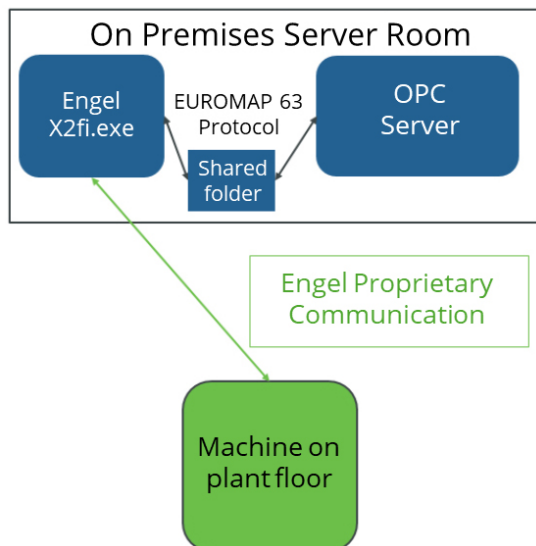 On Premises Server Room
Engel
X2fi.exe
EUROMAP 63
Protocol
OPC
Server
Shared
folder
Engel Proprietary
Communication
Machine on
plant floor